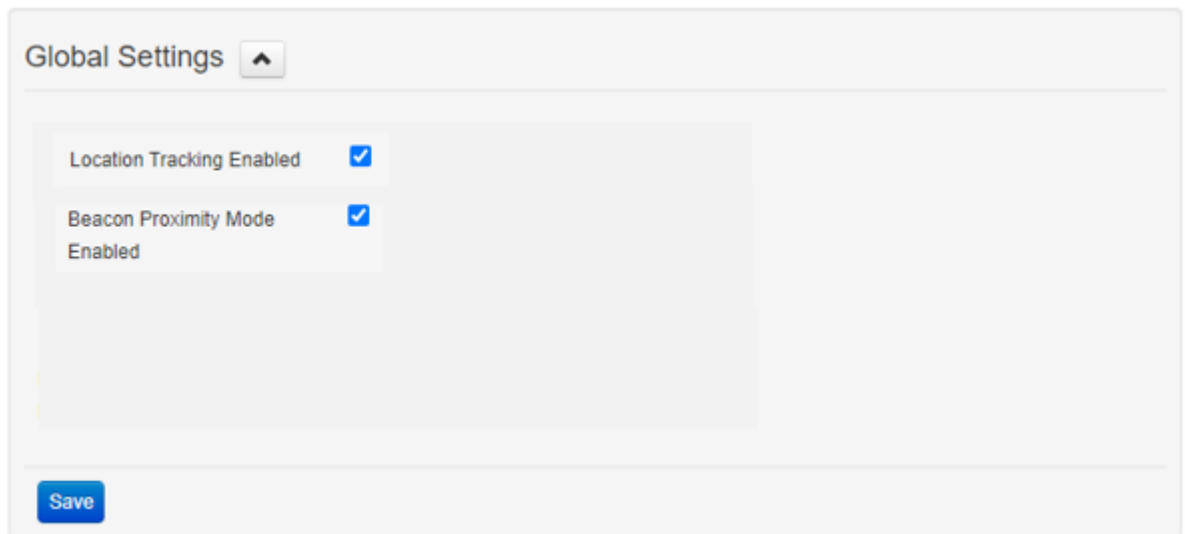 Global Settings
Location Tracking Enabled
Beacon Proximity Mode
Enabled
Save